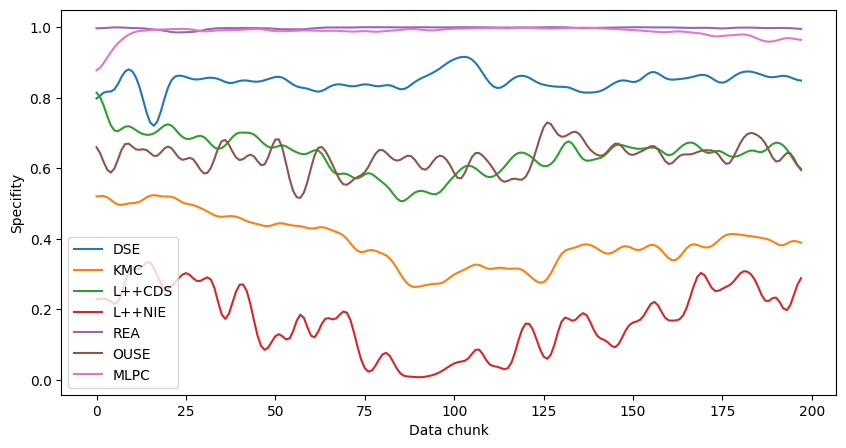 1.0
0.8
0.6
0.4
0.2
0.0
Specifity
DSE
KMC
L++CDS
L++NIE
REA
OUSE
MLPC
0 25 50 75 100 125 150 175 200
Data chunk